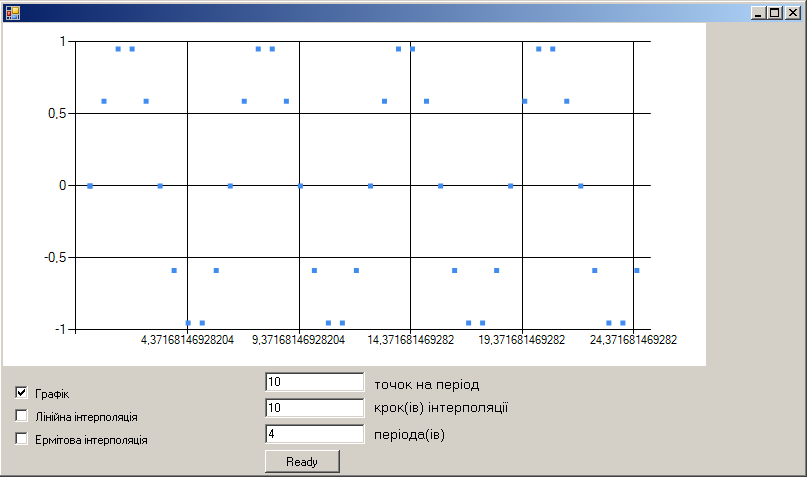 1
0,5
0
-0,5
-1
4,37168146928204 9,37168146928204 14,371681469282 19,371681469282 24,371681469282
Графік
Лінійна інтерполяція
Ермітова інтерполяція
10 точок на період
10 крок(ів) інтерполяції
4 періода(ів)
Ready